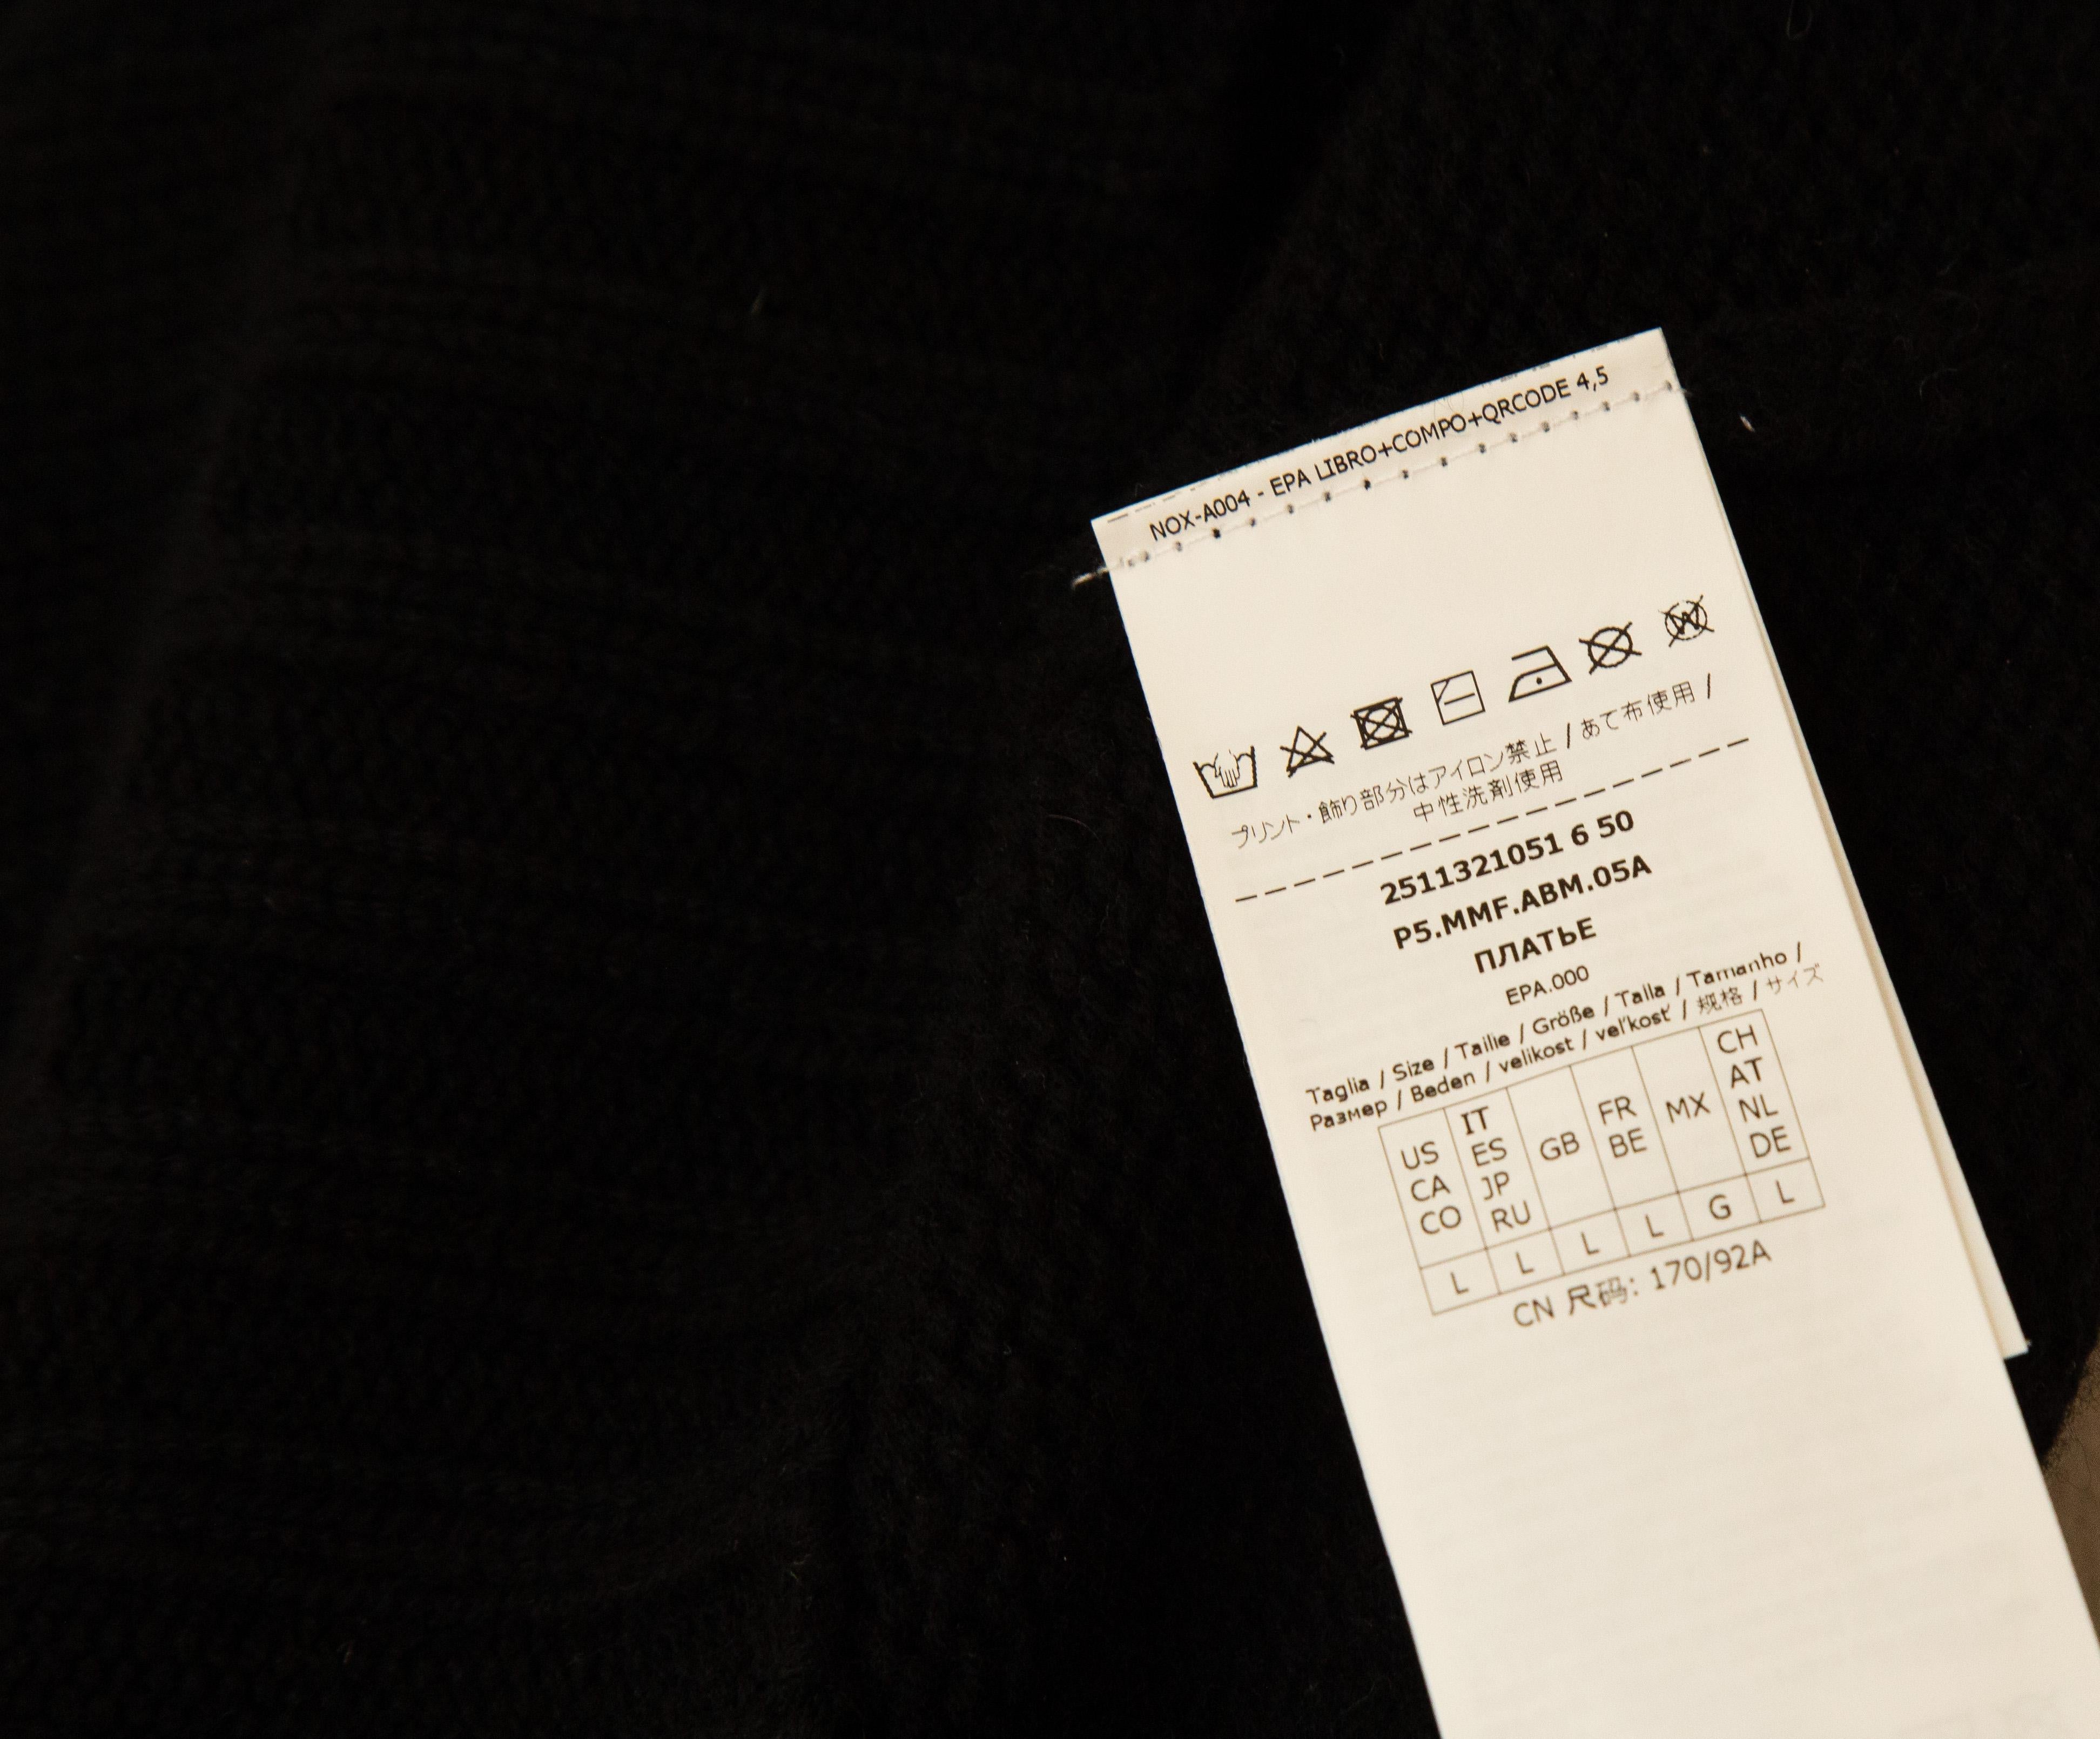 NOX-A004 - EPA LIBRO+COMPO+QRCODE 4,5
プリント・飾り部分はアイロン禁止 / あて布使用 /
中性洗剤使用
2511321051 6 50
P5.MMF.ABM.05A
ПЛАТЬЕ
EPA.000
Taglia / Size / Tailie / Größe / Talla / Tamanho /
Размер / Beden / velikost / veľkosť / 规格 / サイズ
US CA CO IT ES JP RU GB FR BE MX CH AT NL DE
L L L L G L
CN 尺码: 170/92A